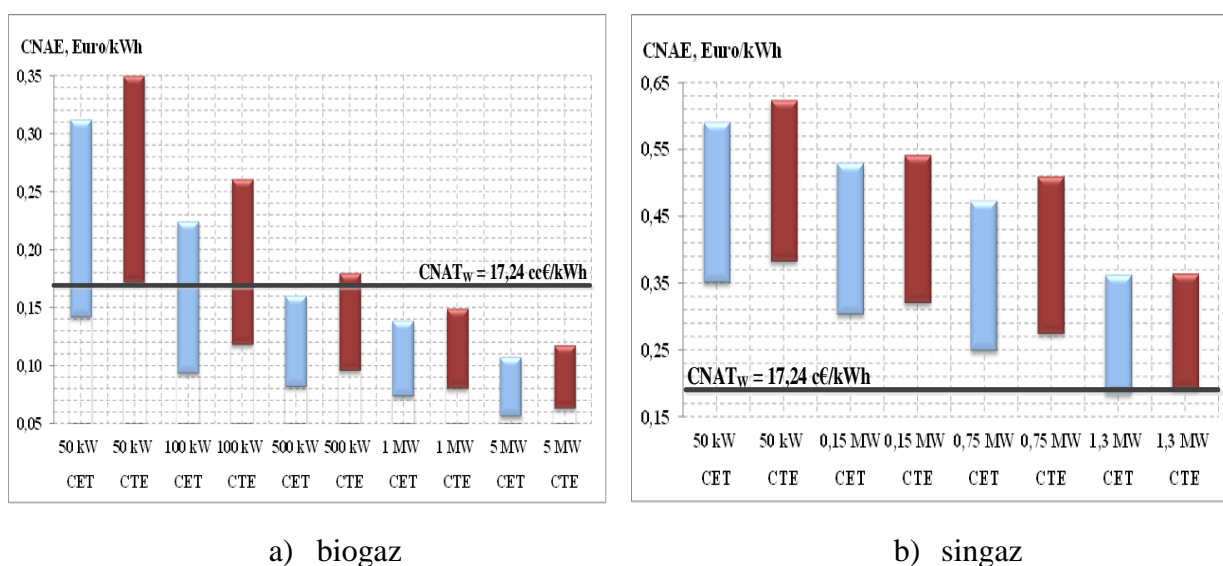 CNAE, Euro/kWh
0,35
0,30
0,25
0,20
0,15
0,10
0,05
CNATW = 17,24 cc€/kWh
50 kW 50 kW 100 kW 100 kW 500 kW 500 kW 1 MW 1 MW 5 MW 5 MW
CET CTE CET CTE CET CTE CET CTE CET CTE
a) biogaz
CNAE, Euro/kWh
0,65
0,55
0,45
0,35
0,25
0,15
CNATW = 17,24 c€/kWh
50 kW 50 kW 0,15 MW 0,15 MW 0,75 MW 0,75 MW 1,3 MW 1,3 MW
CET CTE CET CTE CET CTE CET CTE
b) singaz